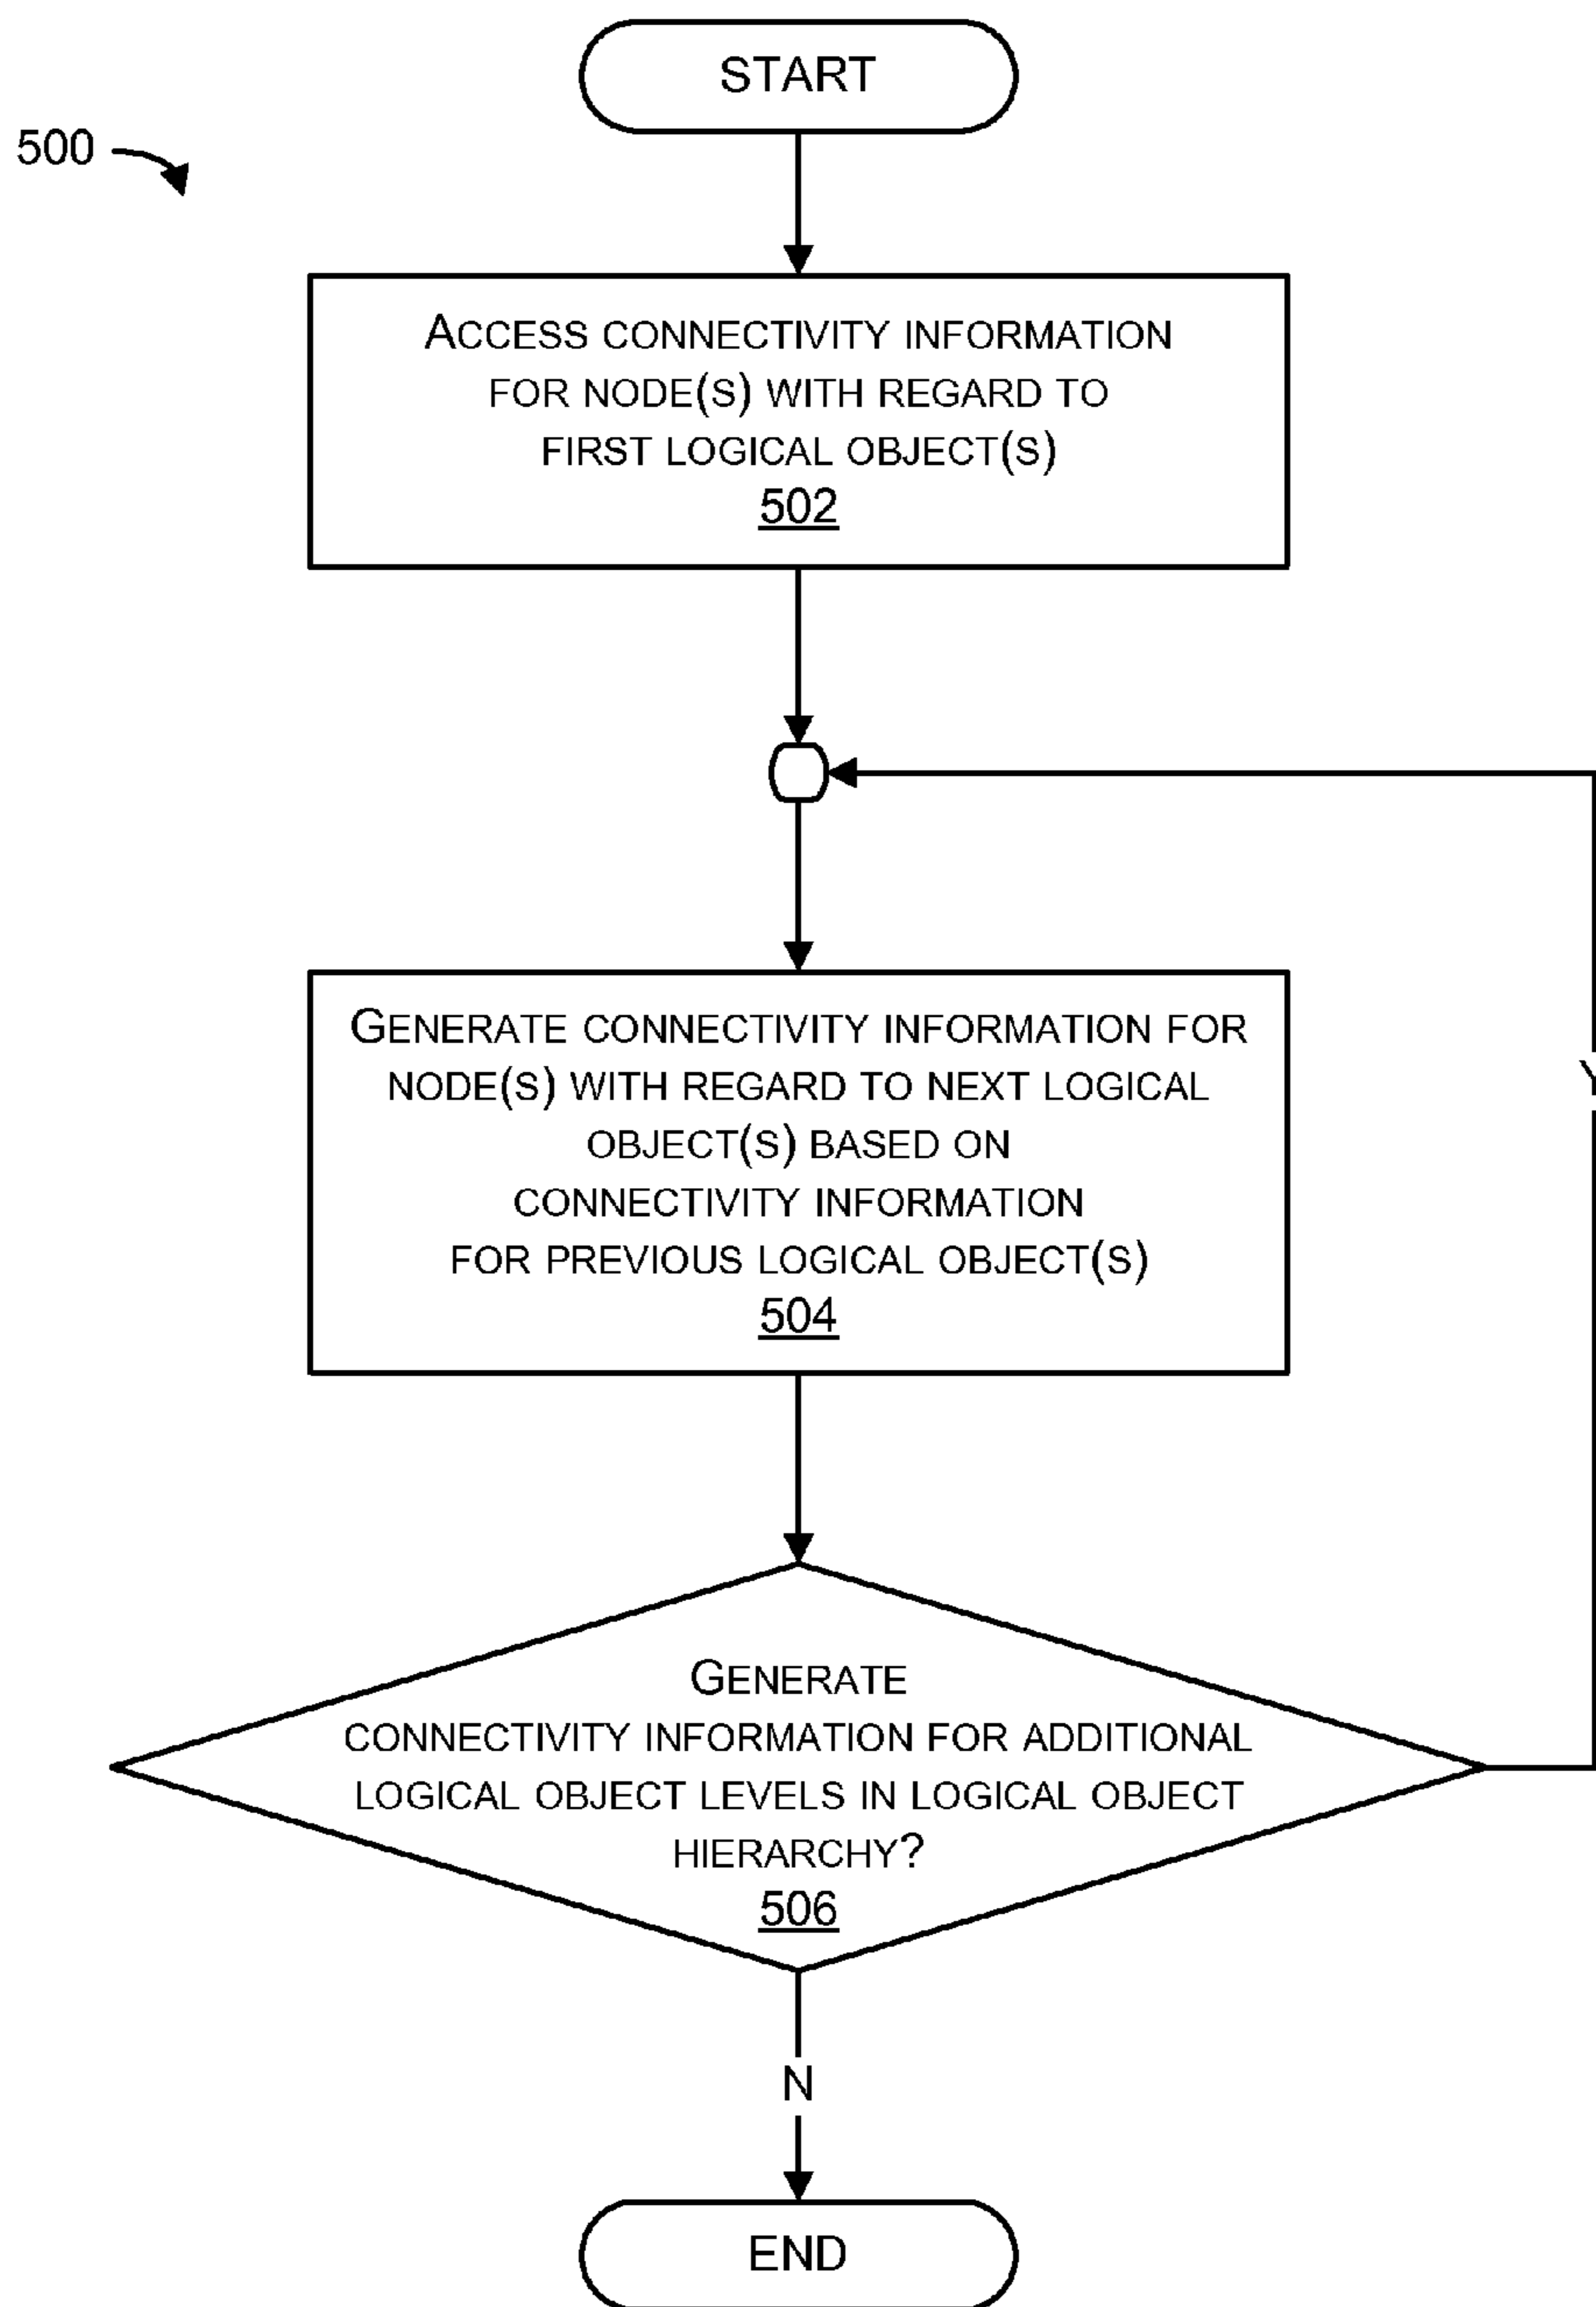 START
500
ACCESS CONNECTIVITY INFORMATION
FOR NODE(S) WITH REGARD TO
FIRST LOGICAL OBJECT(S)
502
GENERATE CONNECTIVITY INFORMATION FOR
NODE(S) WITH REGARD TO NEXT LOGICAL
OBJECT(S) BASED ON
CONNECTIVITY INFORMATION
FOR PREVIOUS LOGICAL OBJECT(S)
504
Y
GENERATE
CONNECTIVITY INFORMATION FOR ADDITIONAL
LOGICAL OBJECT LEVELS IN LOGICAL OBJECT
HIERARCHY?
506
N
END